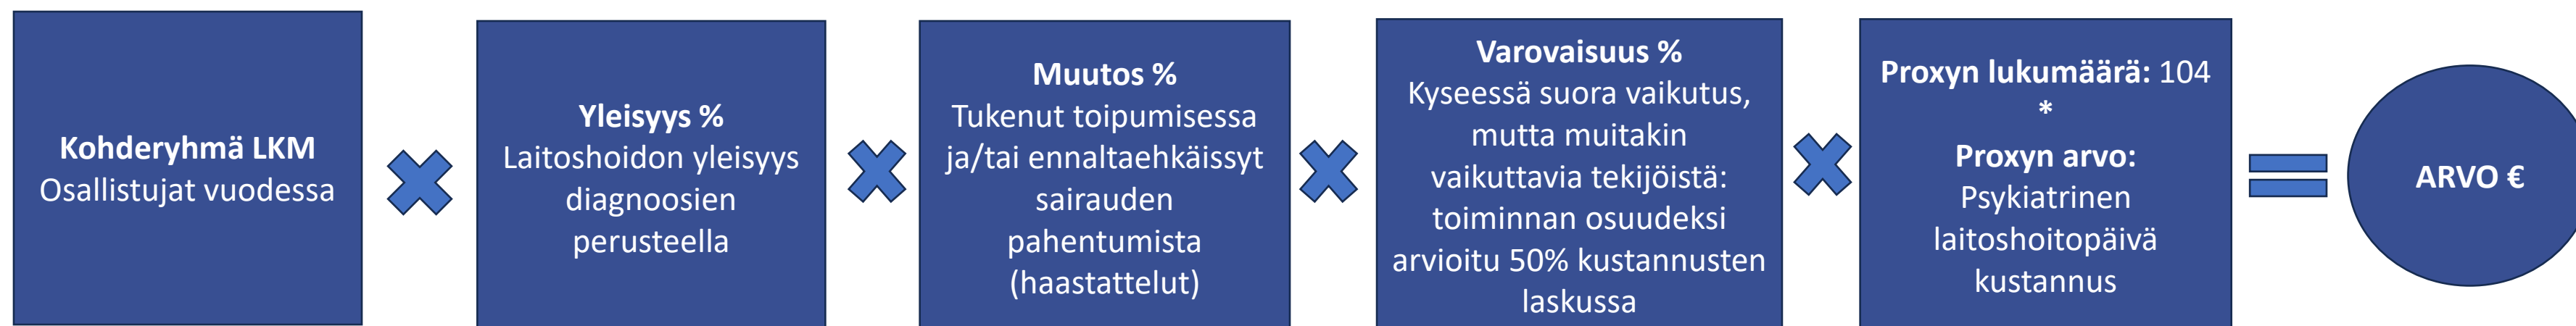 Kohderyhmä LKM
Osallistujat vuodessa
Yleisyys %
Laitoshoidon yleisyys
diagnoosien
perusteella
Muutos %
Tukenut toipumisessa
ja/tai ennaltaehkäissyt
sairauden
pahentumista
(haastattelut)
Varovaisuus %
Kyseessä suora vaikutus,
mutta muitakin
vaikuttavia tekijöistä:
toiminnan osuudeksi
arvioitu 50% kustannusten
laskussa
Proxyn lukumäärä: 104
*
Proxyn arvo:
Psykiatrinen
laitoshoitopäivä
kustannus
ARVO €